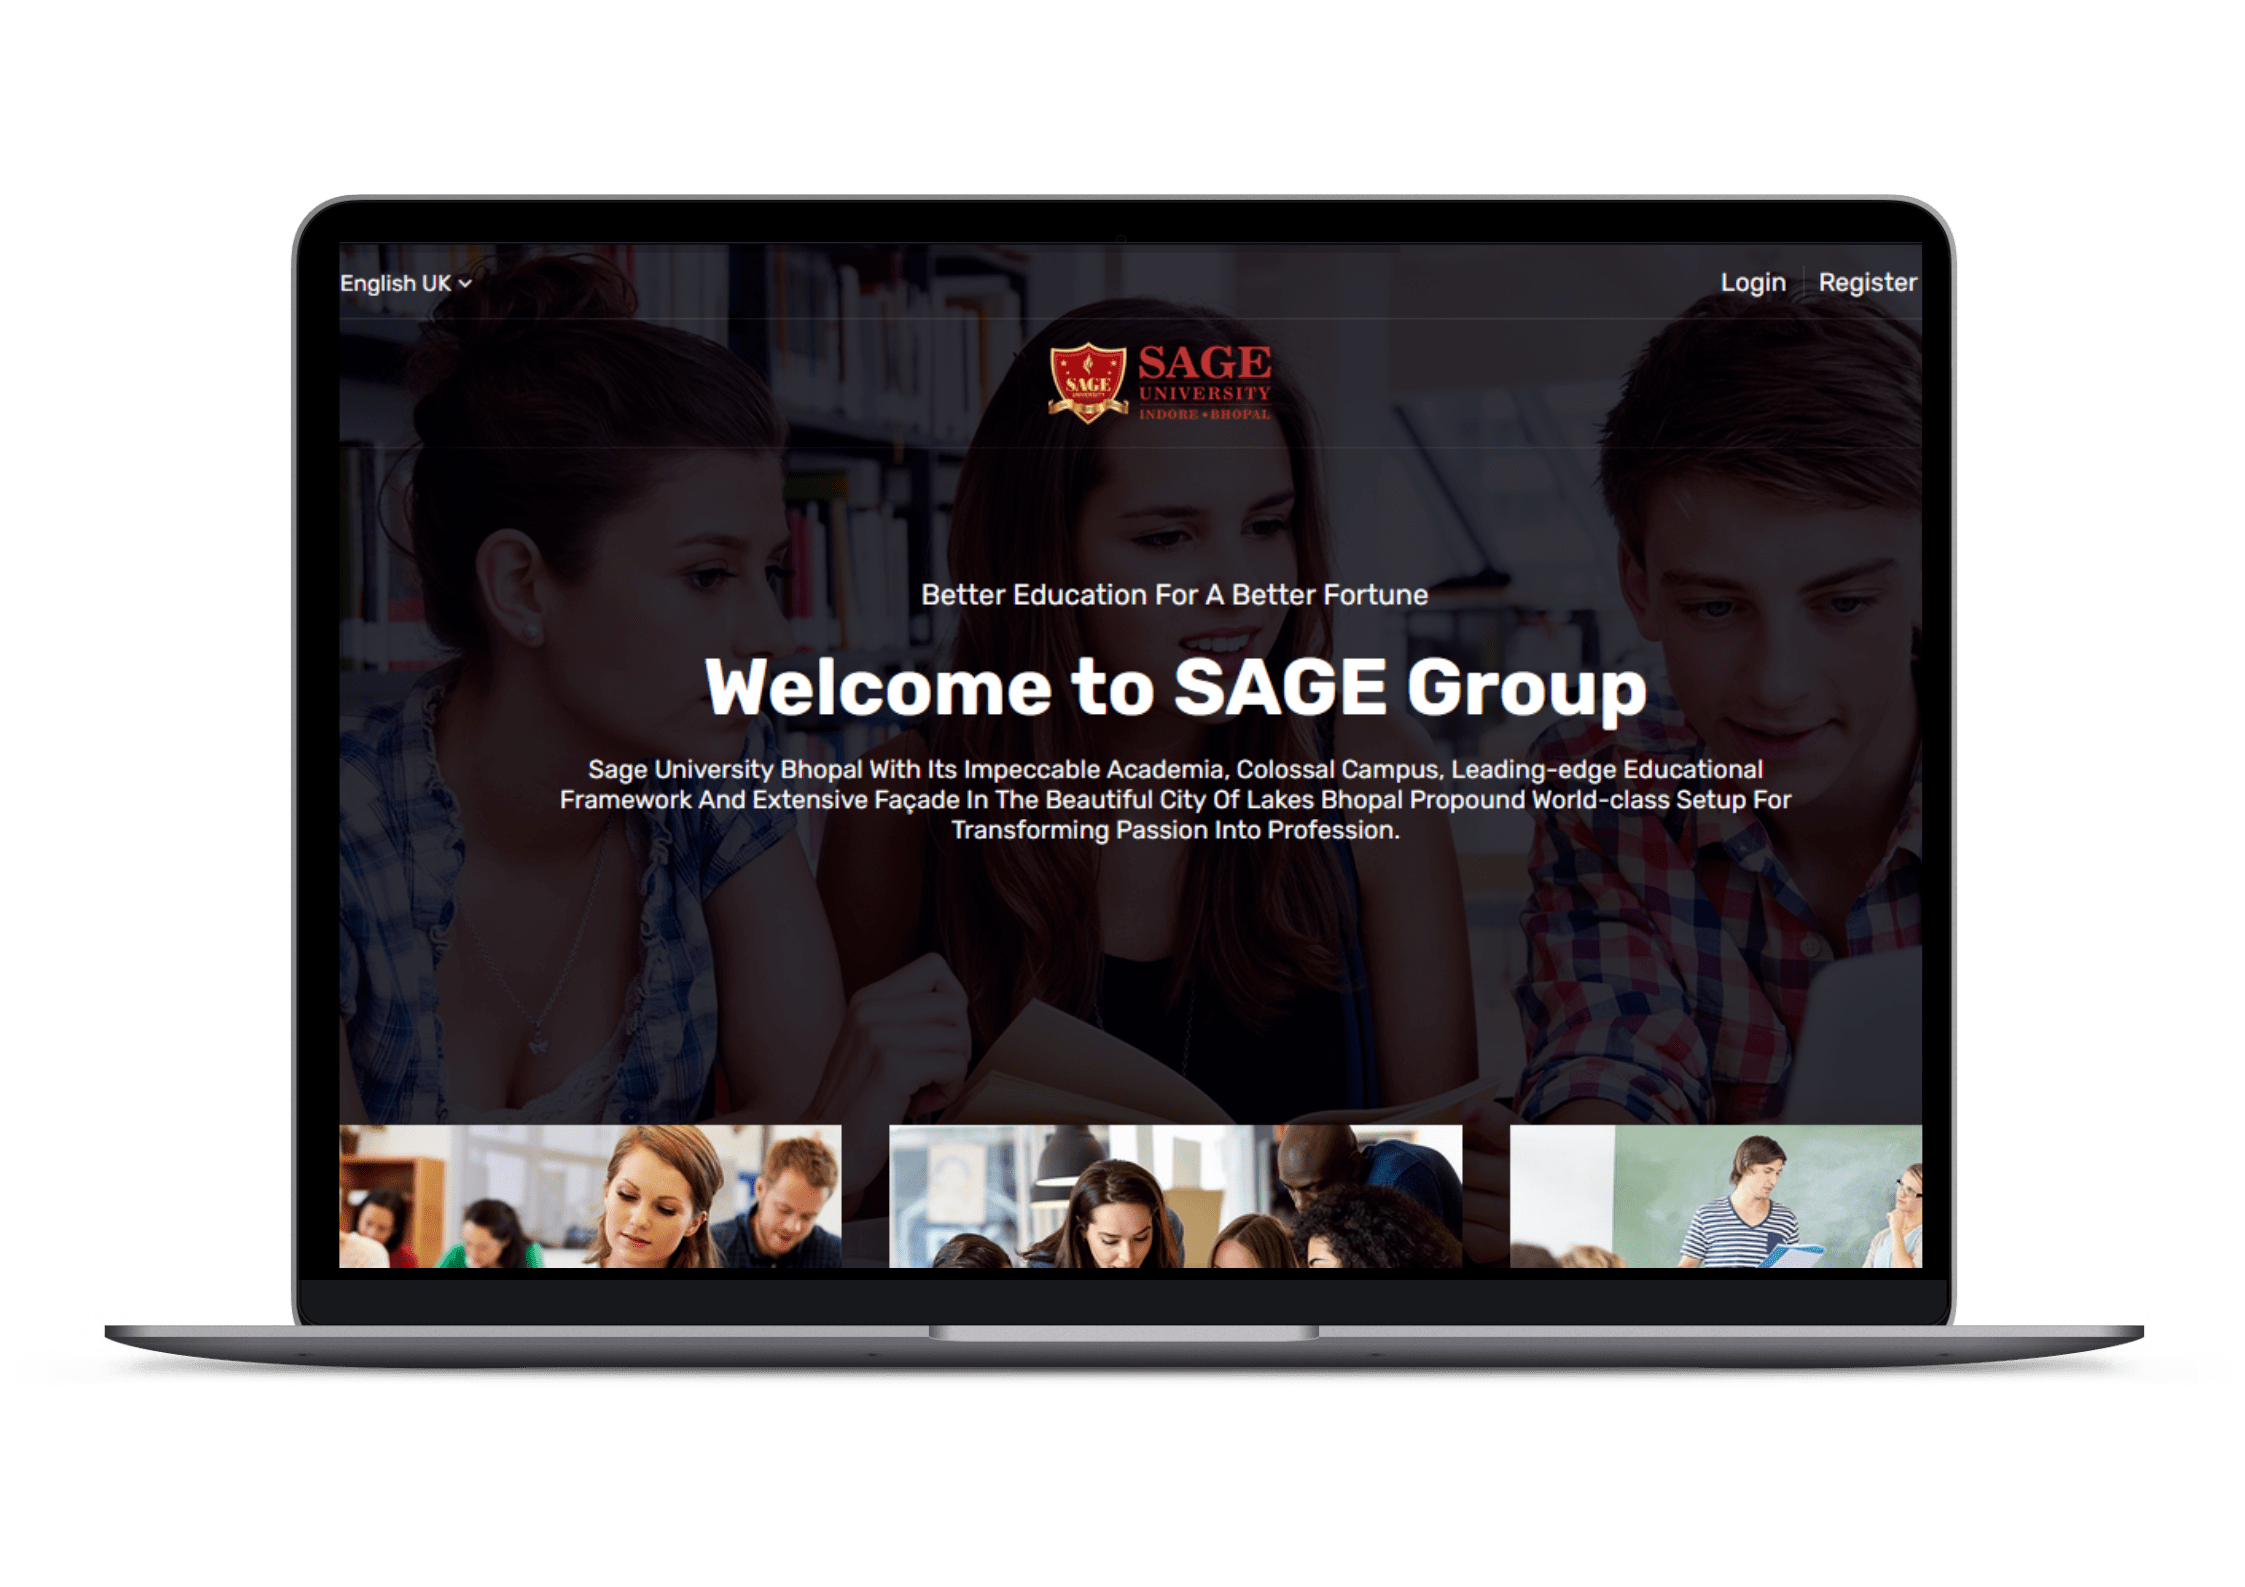 English UK
Login
Register
SAGE
UNIVERSITY
SAGE
UNIVERSITY
INDORE • BHOPAL
Better Education For A Better Fortune
Welcome to SAGE Group
Sage University Bhopal With Its Impeccable Academia, Colossal Campus, Leading-edge Educational
Framework And Extensive Façade In The Beautiful City Of Lakes Bhopal Propound World-class Setup For
Transforming Passion Into Profession.